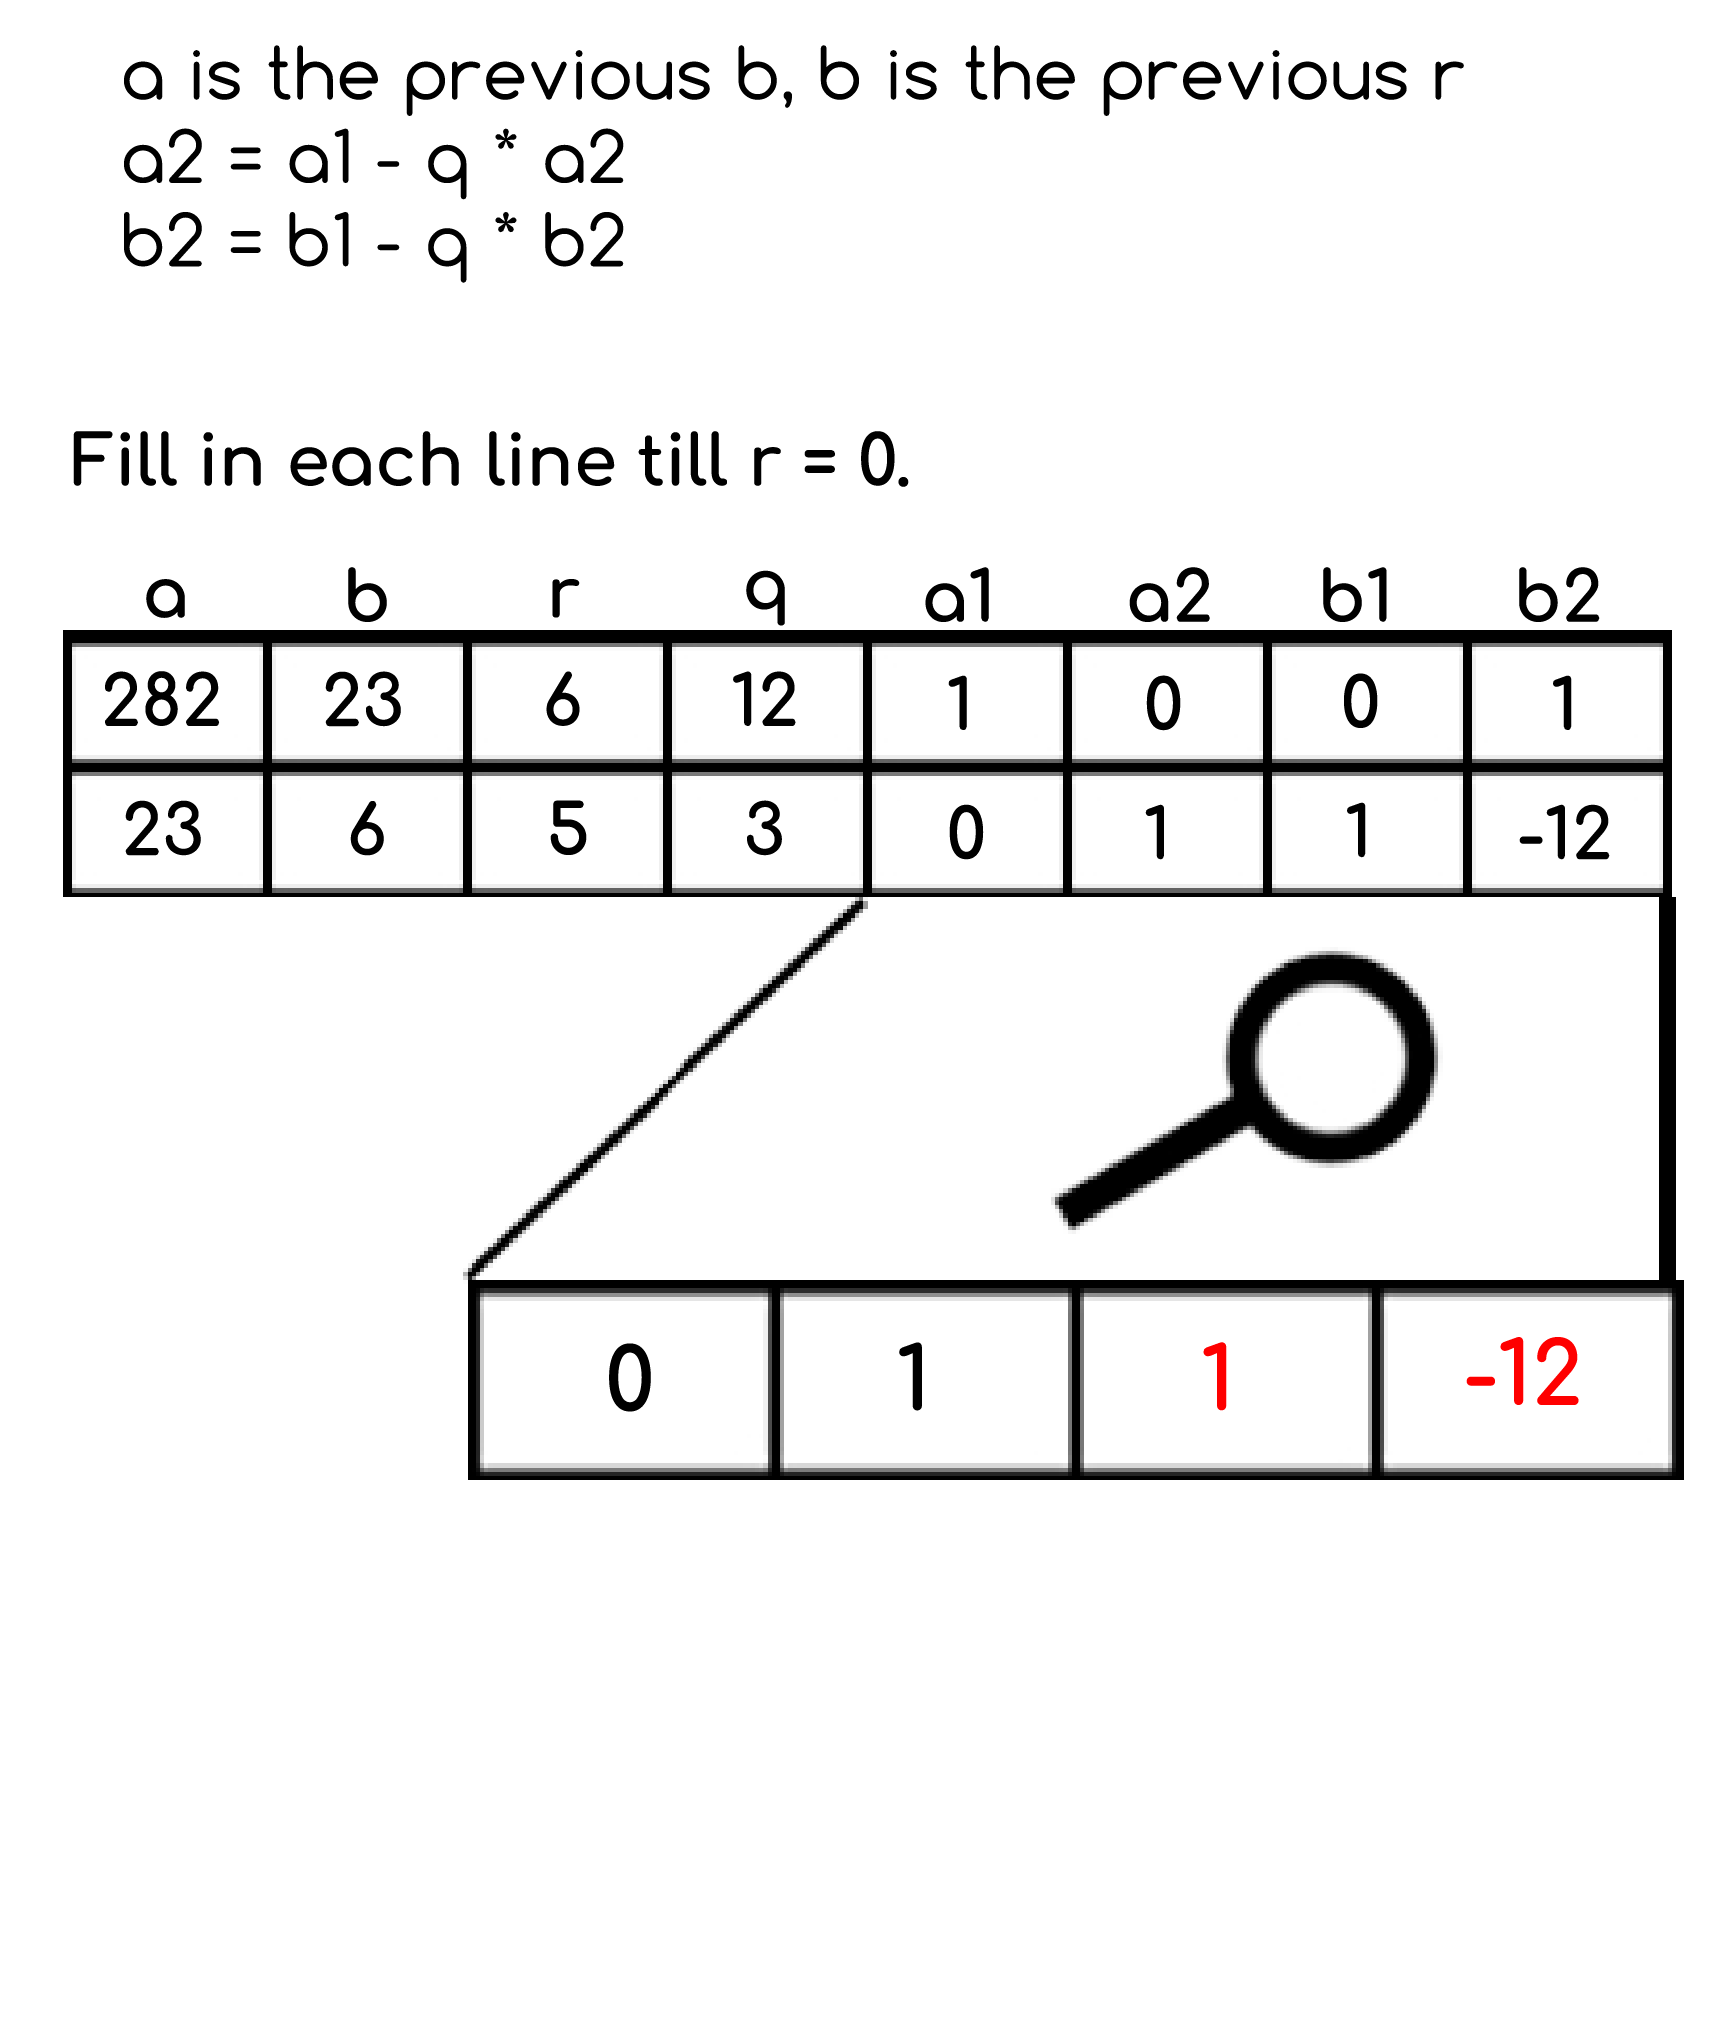 a is the previous b, b is the previous r
a2 = a1 - q * a2
b2 = b1 - q * b2
Fill in each line till r = 0.
a b r q a1 a2 b1 b2
282 23 6 12 1 0 0 1
23 6 5 3 0 1 1 -12
0 1 1 -12